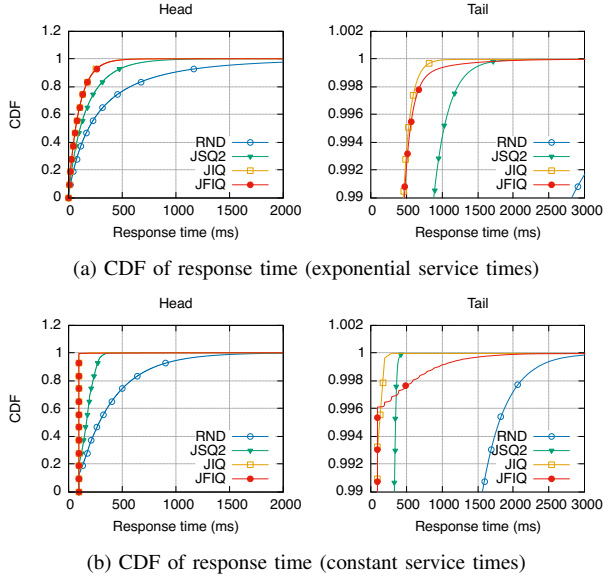 Head
Tail
CDF
1.2
1
0.8
0.6
0.4
0.2
0
RND
JSQ2
JIQ
JFIQ
0 500 1000 1500 2000
Response time (ms)
1.002
1
0.998
0.996
0.994
0.992
0.99
RND
JSQ2
JIQ
JFIQ
0 500 1000 1500 2000 2500 3000
Response time (ms)
(a) CDF of response time (exponential service times)
Head
Tail
CDF
1.2
1
0.8
0.6
0.4
0.2
0
RND
JSQ2
JIQ
JFIQ
0 500 1000 1500 2000
Response time (ms)
1.002
1
0.998
0.996
0.994
0.992
0.99
RND
JSQ2
JIQ
JFIQ
0 500 1000 1500 2000 2500 3000
Response time (ms)
(b) CDF of response time (constant service times)